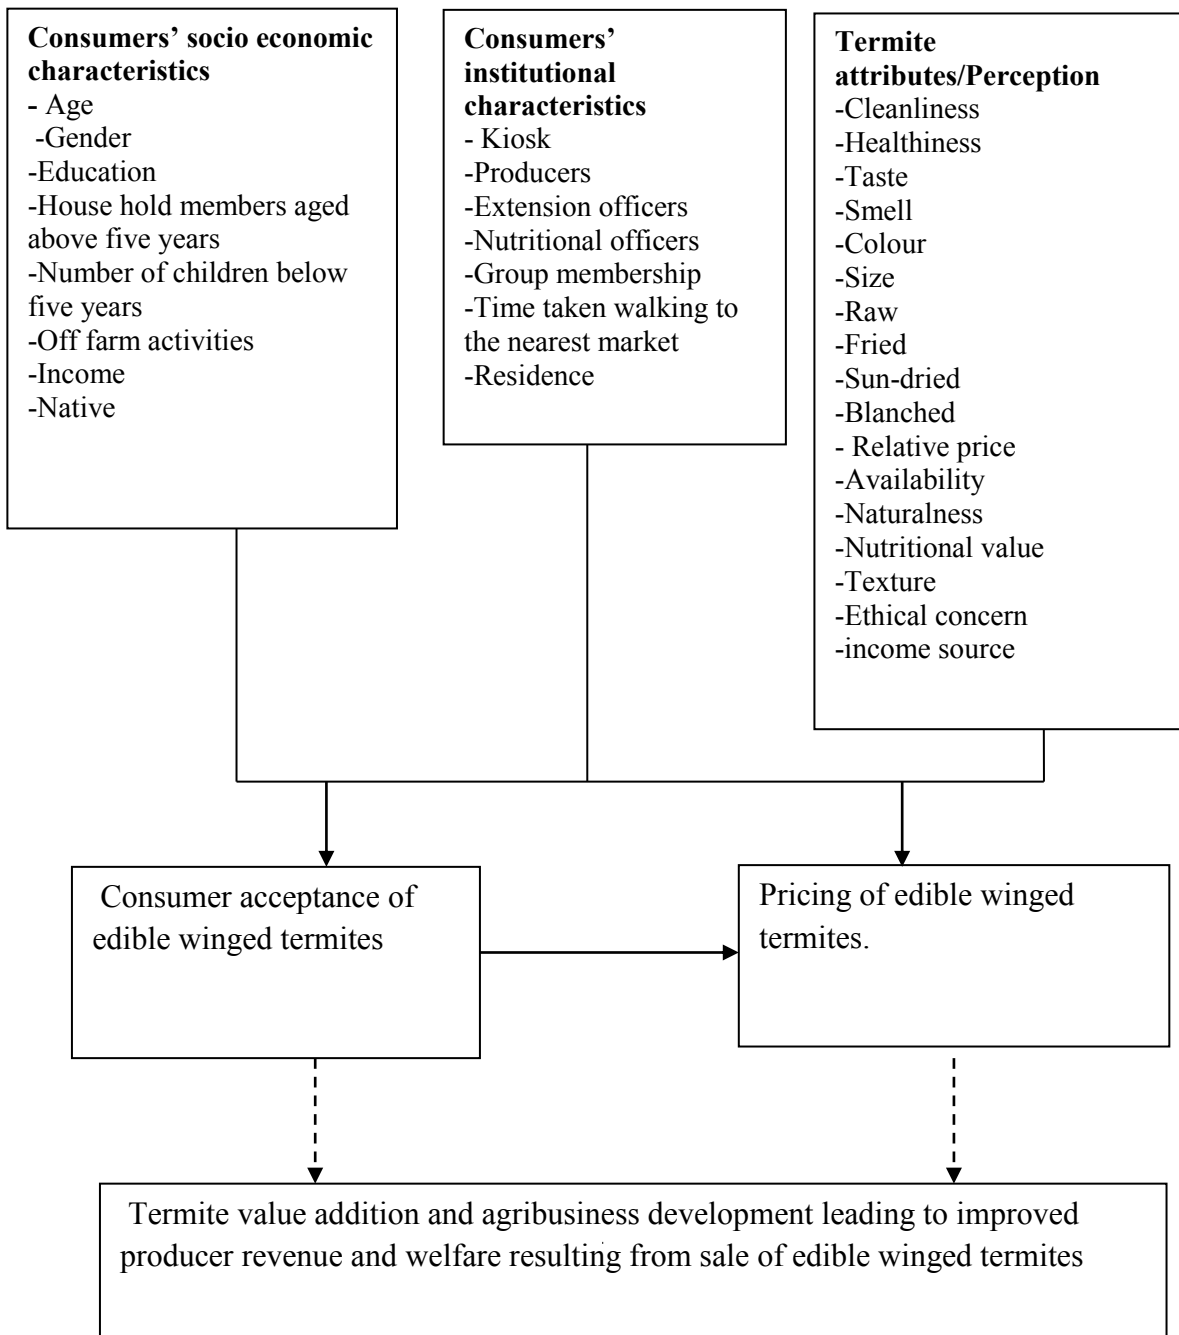 Consumers’ socio economic
characteristics
- Age
-Gender
-Education
-House hold members aged
above five years
-Number of children below
five years
-Off farm activities
-Income
-Native
Consumers’
institutional
characteristics
- Kiosk
-Producers
-Extension officers
-Nutritional officers
-Group membership
-Time taken walking to
the nearest market
-Residence
Termite
attributes/Perception
-Cleanliness
-Healthiness
-Taste
-Smell
-Colour
-Size
-Raw
-Fried
-Sun-dried
-Blanched
- Relative price
-Availability
-Naturalness
-Nutritional value
-Texture
-Ethical concern
-income source
Consumer acceptance of
edible winged termites
Pricing of edible winged
termites.
Termite value addition and agribusiness development leading to improved
producer revenue and welfare resulting from sale of edible winged termites